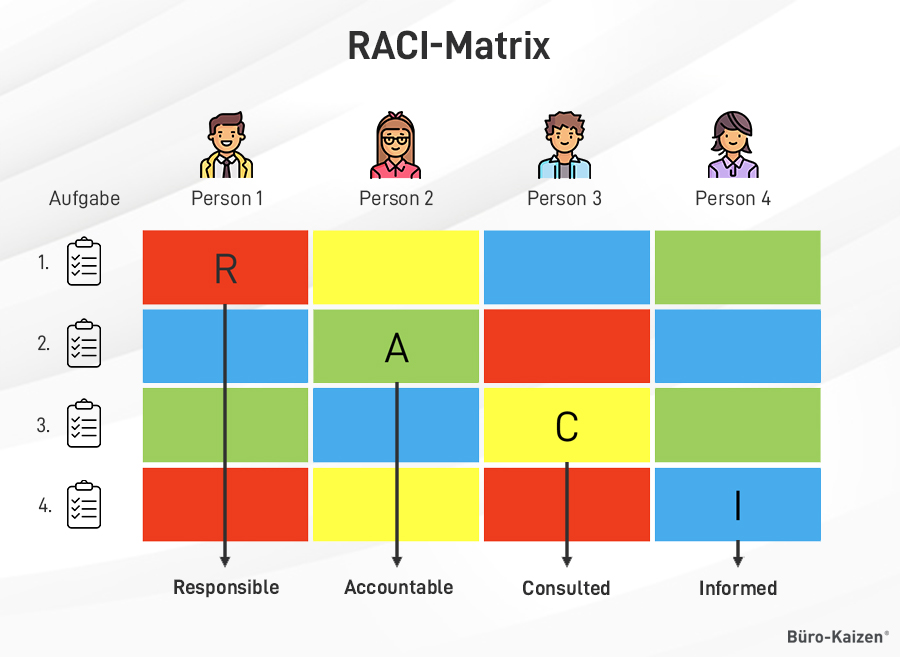 RACI-Matrix
Aufgabe Person 1 Person 2 Person 3 Person 4
1. R
2. A
3. C
4. I
Responsible Accountable Consulted Informed
Büro-Kaizen®